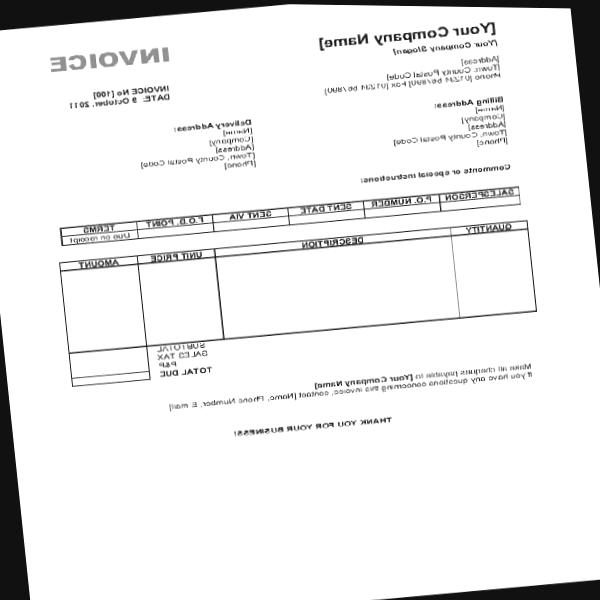 [Your Company Name]
[Your Company Slogan]
[Address]
[Town, County Postal Code]
Phone [01234 567890] Fax [01234 567890]
INVOICE
INVOICE No [100]
DATE: 9 October, 2011
Billing Address:
[Name]
[Company]
[Address]
[Town, County Postal Code]
[Phone]
Delivery Address:
[Name]
[Company]
[Address]
[Town, County Postal Code]
[Phone]
Comments or special instructions:
SALESPERSON P.O. NUMBER SENT DATE SENT VIA F.O.B. POINT TERMS
Due on receipt
QUANTITY DESCRIPTION UNIT PRICE AMOUNT
SUBTOTAL
SALES TAX
P&P
TOTAL DUE
Make all cheques payable to [Your Company Name]
If you have any questions concerning this invoice, contact [Name, Phone Number, E mail]
THANK YOU FOR YOUR BUSINESS!